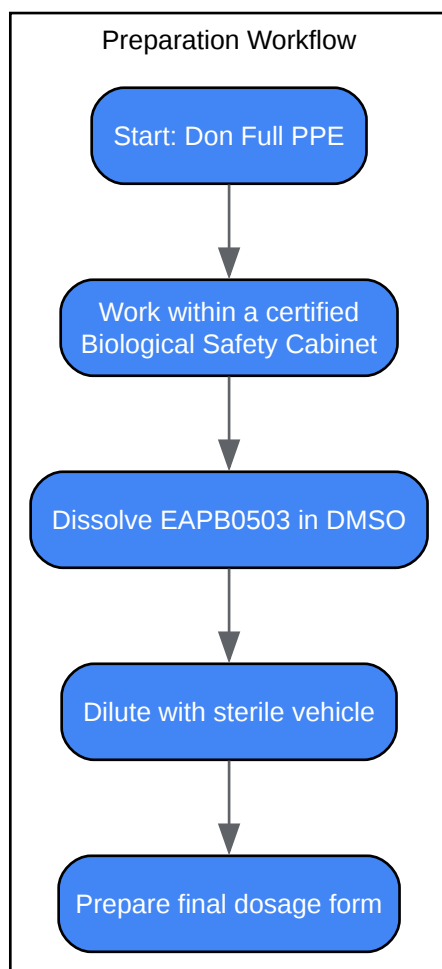 Preparation Workflow
Start: Don Full PPE
Work within a certified
Biological Safety Cabinet
Dissolve EAPB0503 in DMSO
Dilute with sterile vehicle
Prepare final dosage form